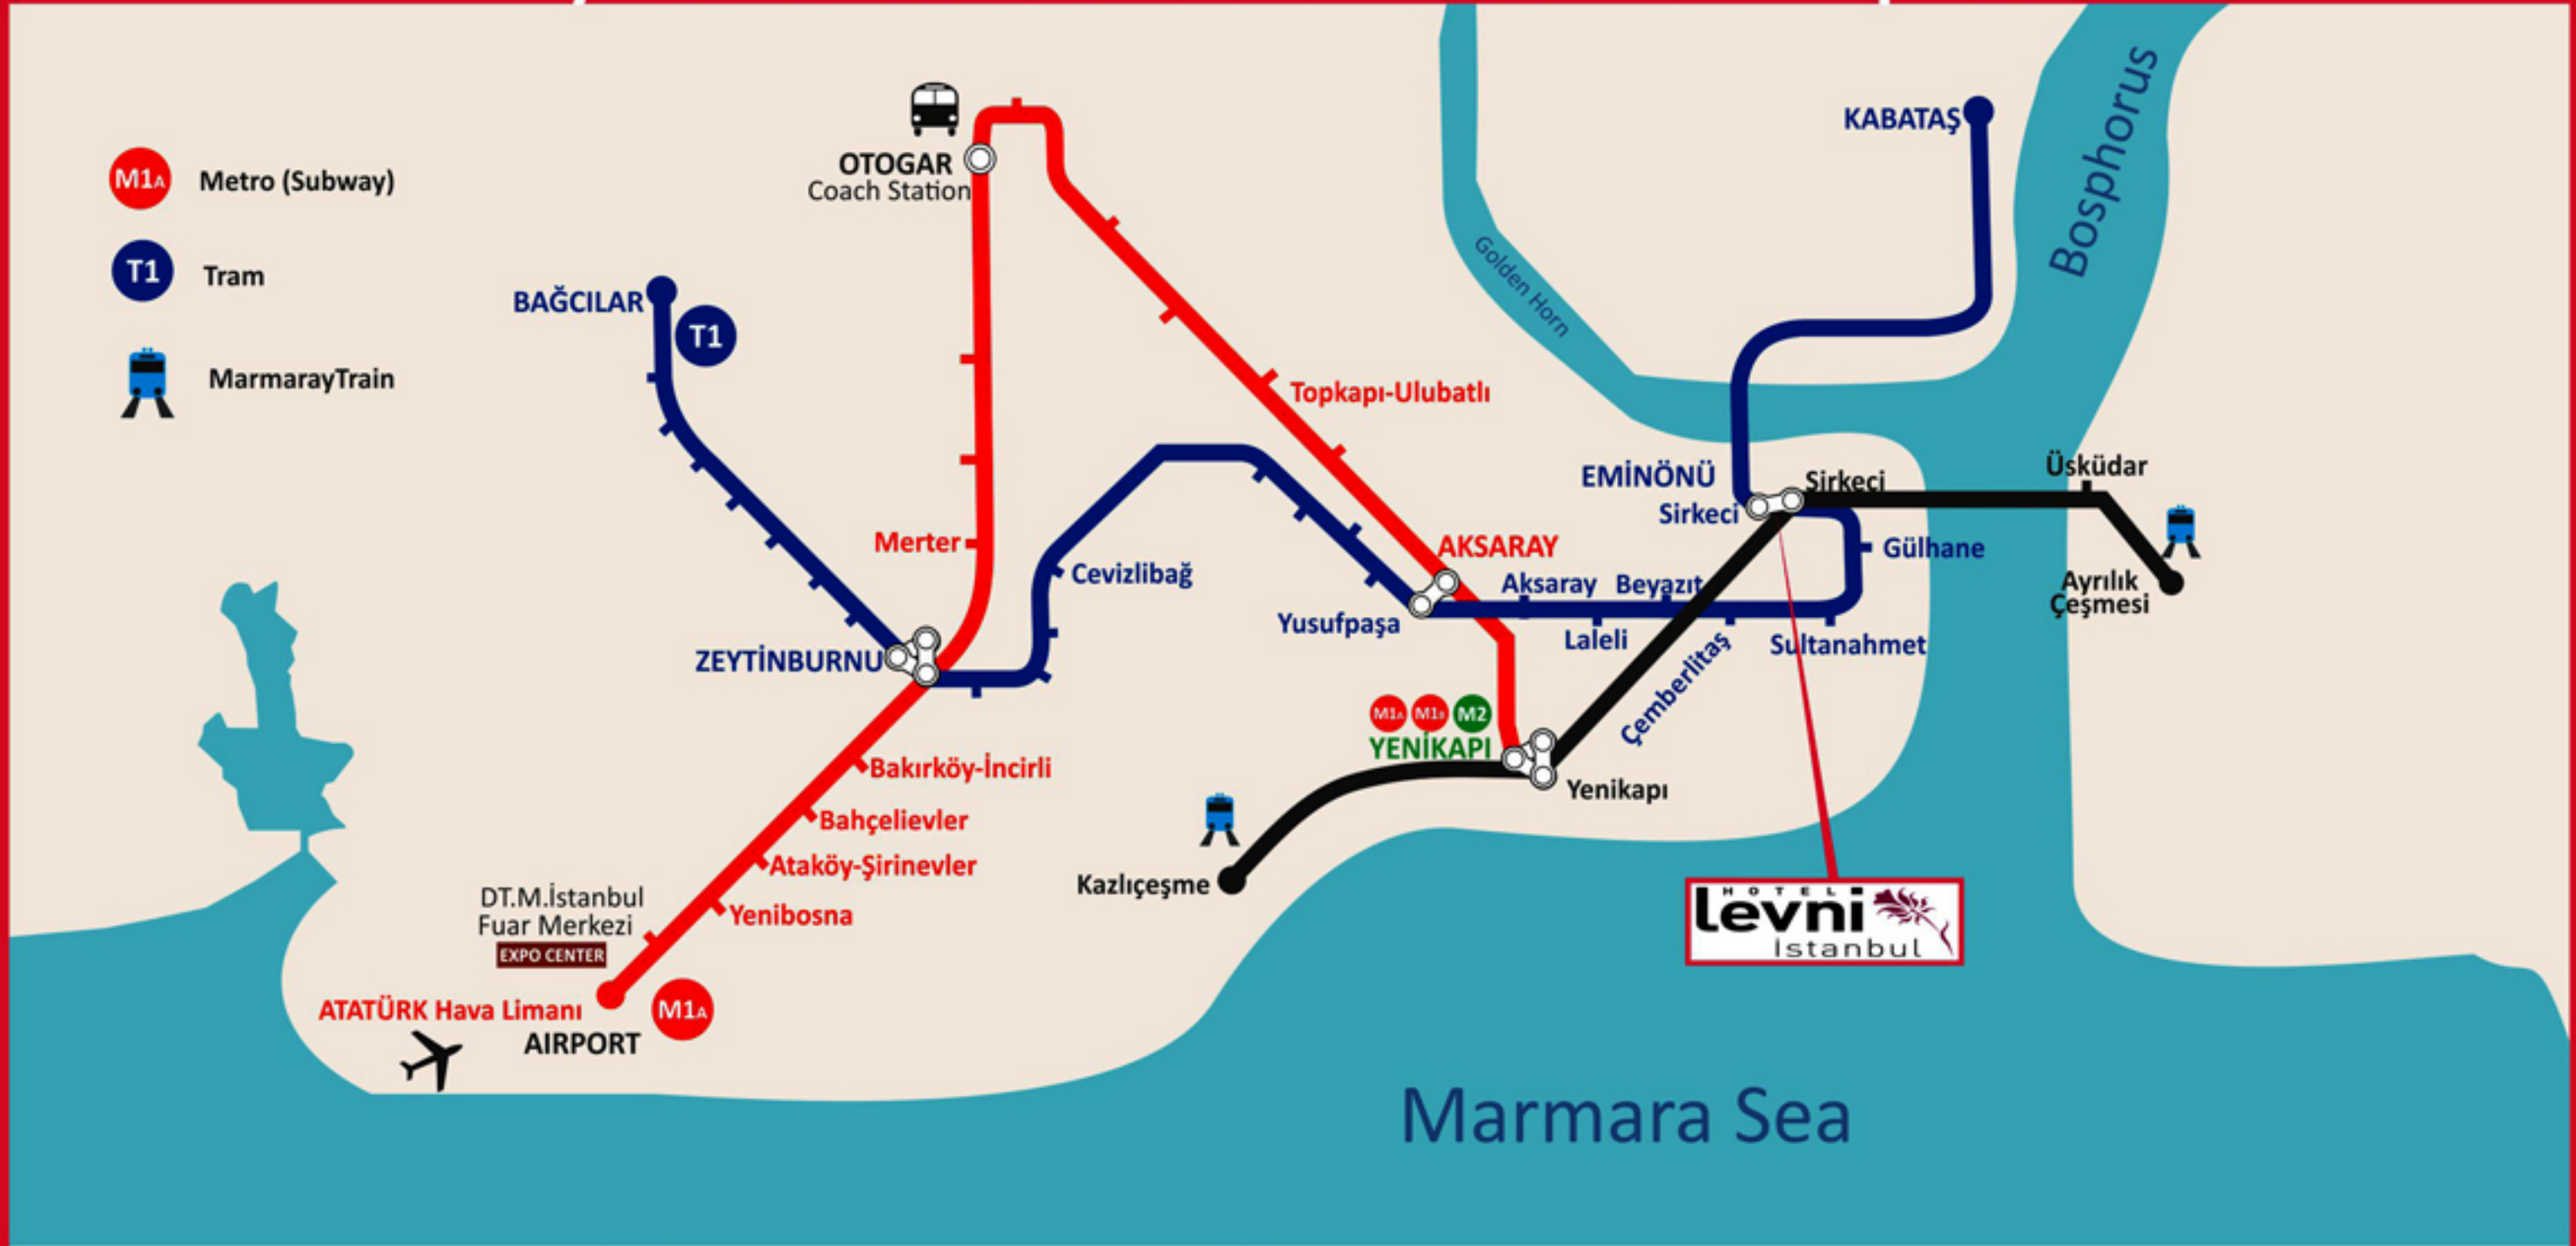 M1A Metro (Subway)
T1 Tram
MarmarayTrain
OTOGAR
Coach Station
BAĞCILAR
T1
KABATAŞ
Bosphorus
Golden Horn
Topkapı-Ulubatlı
Merter
Cevizlibağ
ZEYTİNBURNU
AKSARAY
Yusufpaşa
Aksaray
Beyazıt
Laleli
Çemberlitaş
Sultanahmet
Gülhane
EMİNÖNÜ
Sirkeci
Sirkeci
Üsküdar
Ayrılık
Çeşmesi
M1A M1B M2
YENİKAPI
Yenikapı
Kazlıçeşme
Bakırköy-İncirli
Bahçelievler
Ataköy-Şirinevler
Yenibosna
DT.M.İstanbul
Fuar Merkezi
EXPO CENTER
ATATÜRK Hava Limanı
AIRPORT
M1A
HOTEL
levni
istanbul
Marmara Sea